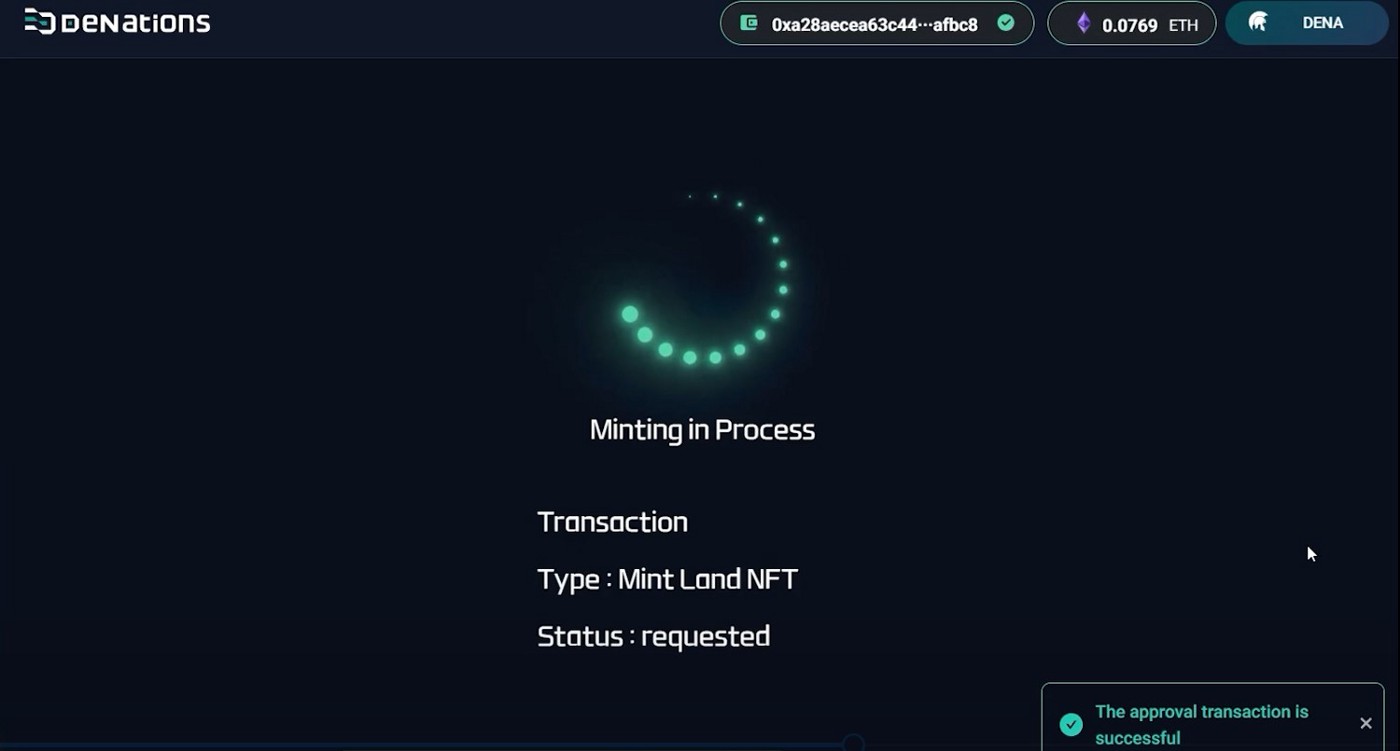 DeNations
0xa28aecea63c44···afbc8
0.0769 ETH
DENA
Minting in Process
Transaction
Type : Mint Land NFT
Status : requested
The approval transaction is
successful